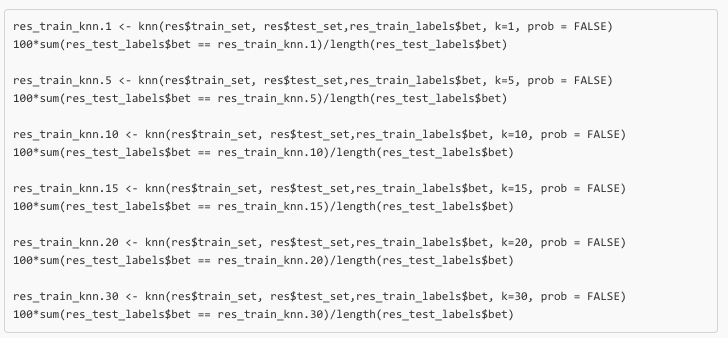 res_train_knn.1 <- knn(res$train_set, res$test_set,res_train_labels$bet, k=1, prob = FALSE)
100*sum(res_test_labels$bet == res_train_knn.1)/length(res_test_labels$bet)
res_train_knn.5 <- knn(res$train_set, res$test_set,res_train_labels$bet, k=5, prob = FALSE)
100*sum(res_test_labels$bet == res_train_knn.5)/length(res_test_labels$bet)
res_train_knn.10 <- knn(res$train_set, res$test_set,res_train_labels$bet, k=10, prob = FALSE)
100*sum(res_test_labels$bet == res_train_knn.10)/length(res_test_labels$bet)
res_train_knn.15 <- knn(res$train_set, res$test_set,res_train_labels$bet, k=15, prob = FALSE)
100*sum(res_test_labels$bet == res_train_knn.15)/length(res_test_labels$bet)
res_train_knn.20 <- knn(res$train_set, res$test_set,res_train_labels$bet, k=20, prob = FALSE)
100*sum(res_test_labels$bet == res_train_knn.20)/length(res_test_labels$bet)
res_train_knn.30 <- knn(res$train_set, res$test_set,res_train_labels$bet, k=30, prob = FALSE)
100*sum(res_test_labels$bet == res_train_knn.30)/length(res_test_labels$bet)